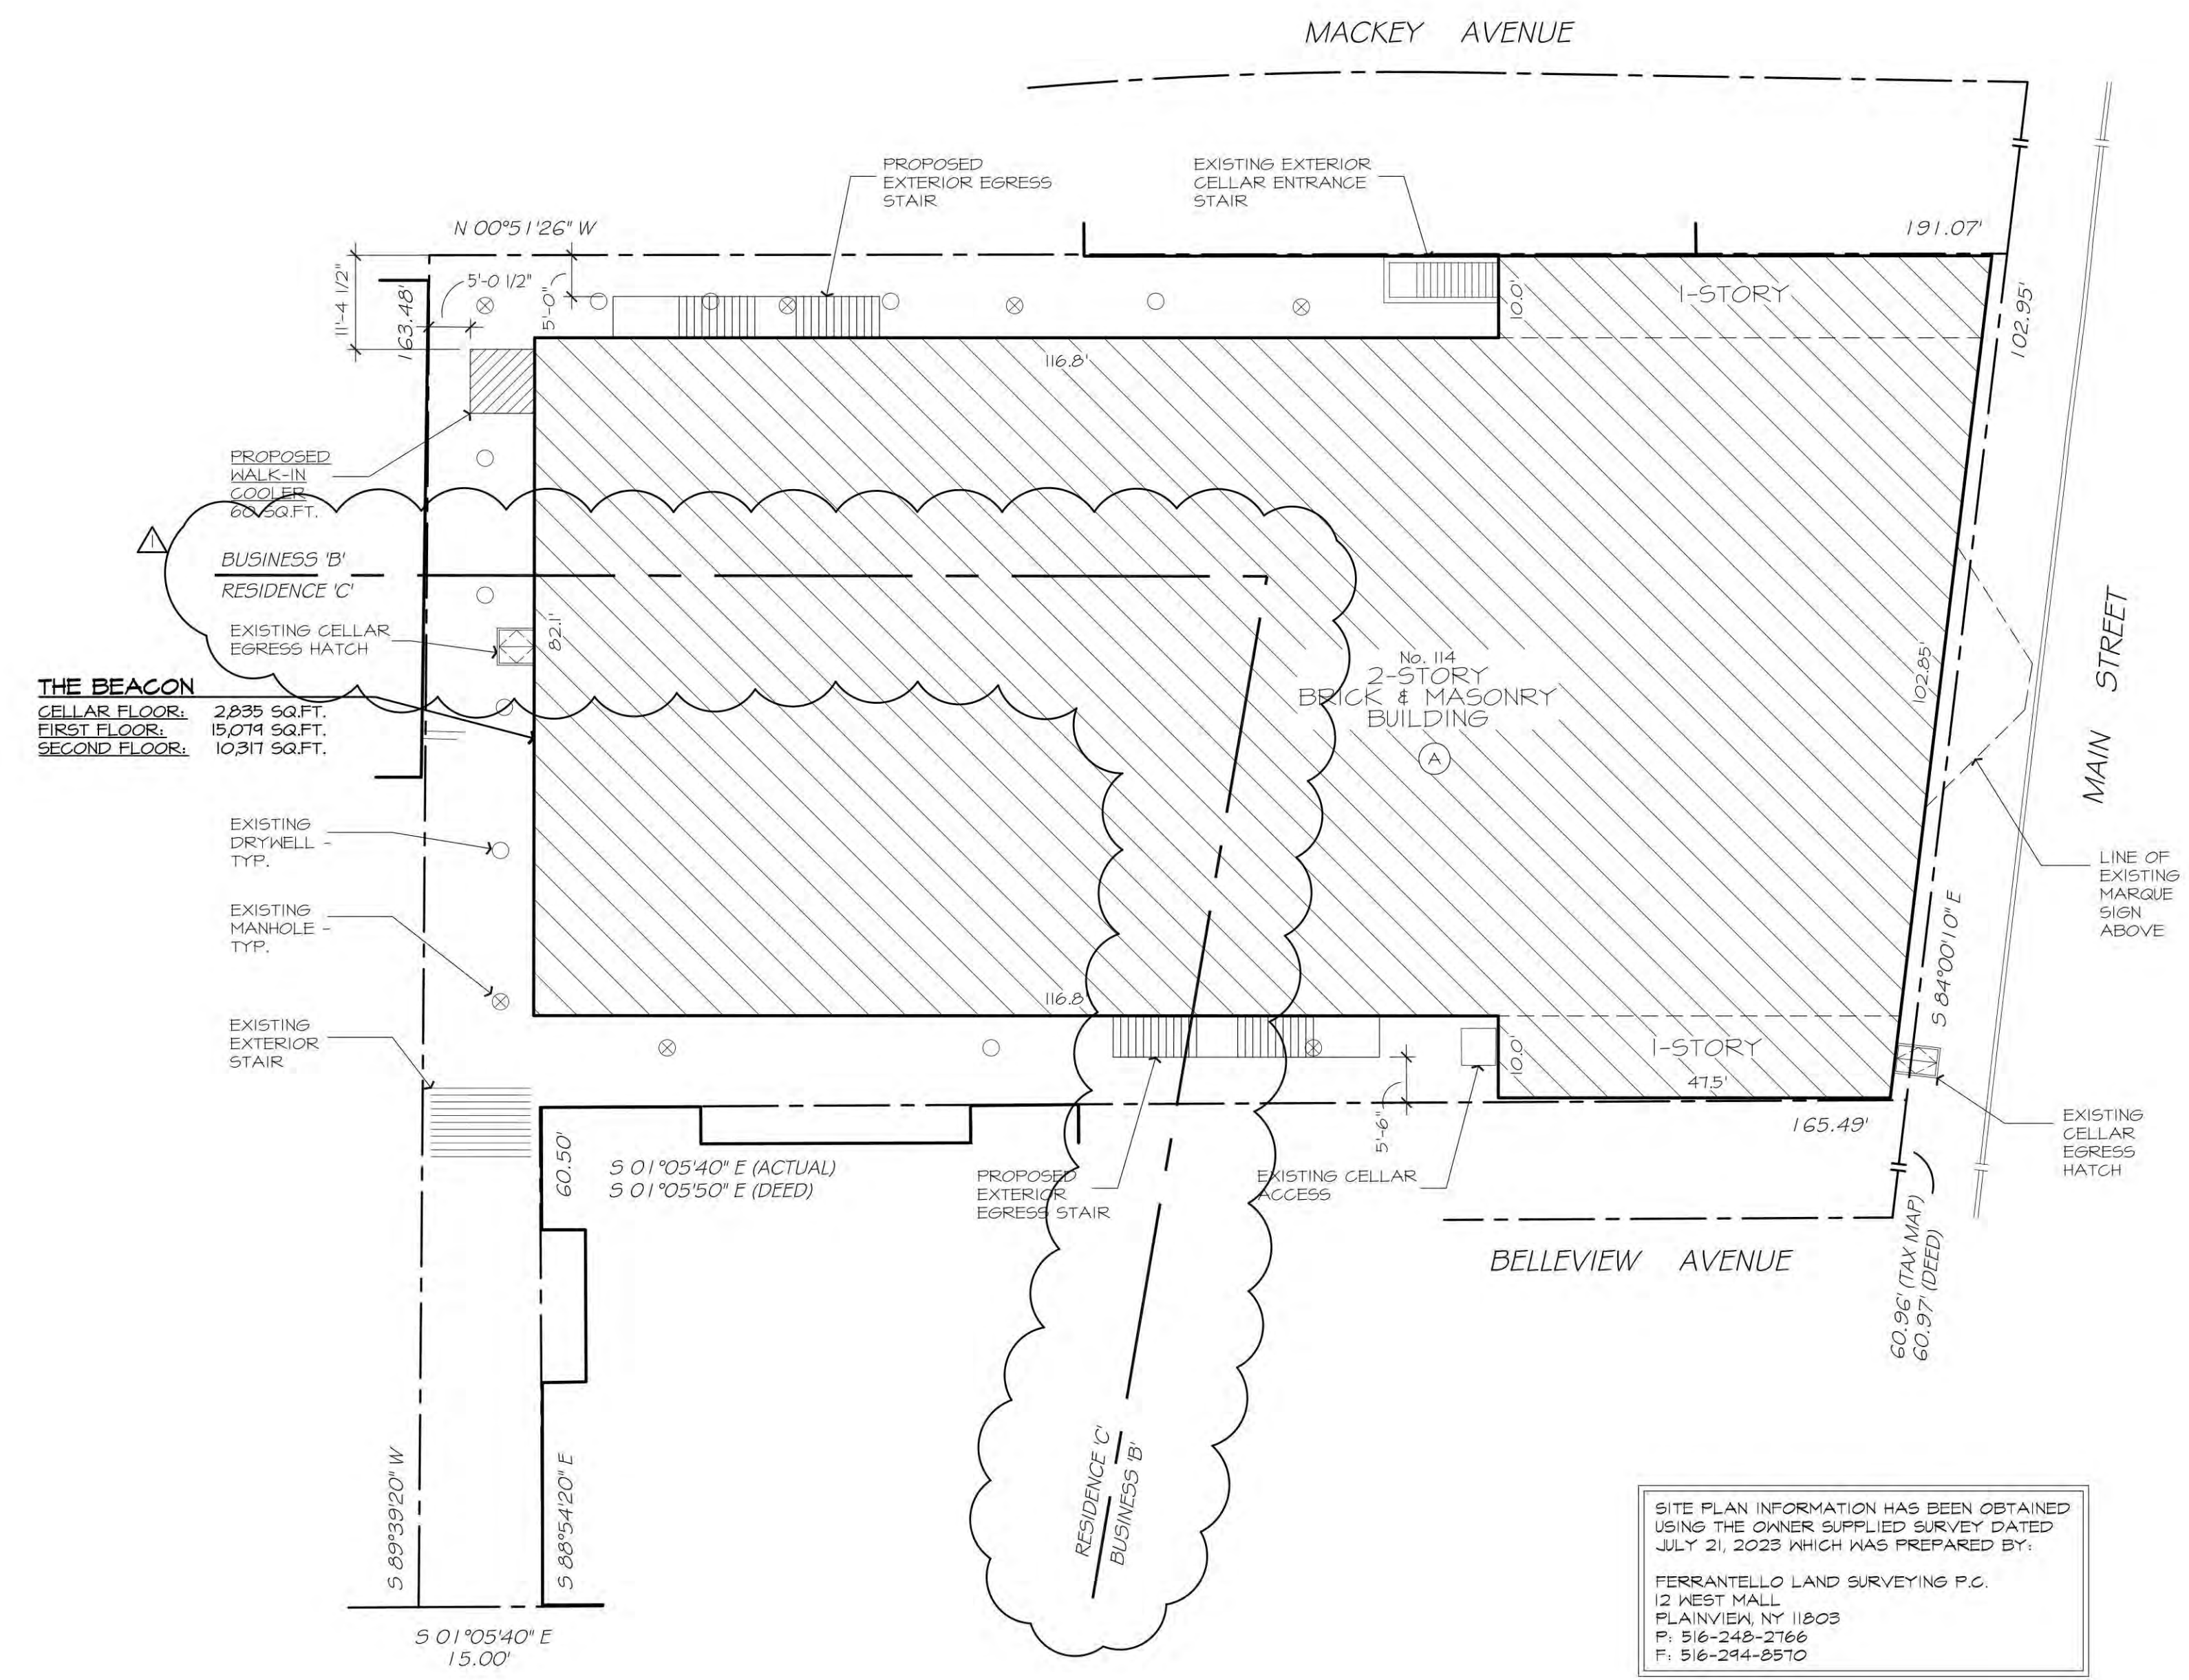 MACKEY AVENUE
PROPOSED
EXTERIOR EGRESS
STAIR
EXISTING EXTERIOR
CELLAR ENTRANCE
STAIR
N 00°51'26" W
191.07'
11'-4 1/2"
163.48'
5'-0 1/2"
5'-0"
10.0'
1-STORY
102.95'
116.8'
PROPOSED
WALK-IN
COOLER
60 SQ.FT.
1
BUSINESS 'B'
RESIDENCE 'C'
EXISTING CELLAR
EGRESS HATCH
82.1'
THE BEACON
CELLAR FLOOR: 2,835 SQ.FT.
FIRST FLOOR: 15,079 SQ.FT.
SECOND FLOOR: 10,317 SQ.FT.
No. 114
2-STORY
BRICK & MASONRY
BUILDING
A
102.85'
MAIN STREET
EXISTING
DRYWELL -
TYP.
LINE OF
EXISTING
MARQUE
SIGN
ABOVE
EXISTING
MANHOLE -
TYP.
S 84°00'10" E
116.8'
EXISTING
EXTERIOR
STAIR
10.0'
1-STORY
47.5'
5'-6"
165.49'
EXISTING
CELLAR
EGRESS
HATCH
60.50'
S 01°05'40" E (ACTUAL)
S 01°05'50" E (DEED)
PROPOSED
EXTERIOR
EGRESS STAIR
EXISTING CELLAR
ACCESS
BELLEVIEW AVENUE
60.96' (TAX MAP)
60.97' (DEED)
S 89°39'20" W
S 88°54'20" E
RESIDENCE 'C'
BUSINESS 'B'
S 01°05'40" E
15.00'
SITE PLAN INFORMATION HAS BEEN OBTAINED
USING THE OWNER SUPPLIED SURVEY DATED
JULY 21, 2023 WHICH WAS PREPARED BY:
FERRANTELLO LAND SURVEYING P.C.
12 WEST MALL
PLAINVIEW, NY 11803
P: 516-248-2766
F: 516-294-8570